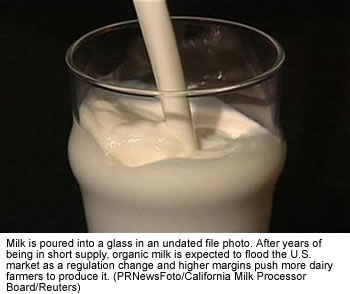 Milk is poured into a glass in an undated file photo. After years of
being in short supply, organic milk is expected to flood the U.S.
market as a regulation change and higher margins push more dairy
farmers to produce it. (PRNewsFoto/California Milk Processor
Board/Reuters)